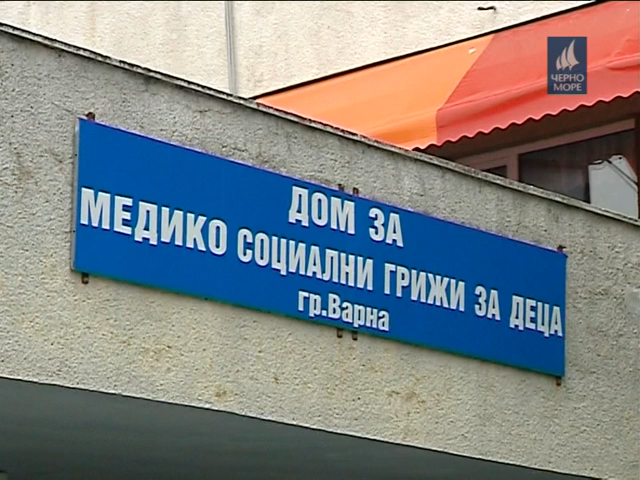 ЧЕРНО
МОРЕ
ДОМ ЗА
МЕДИКО СОЦИАЛНИ ГРИЖИ ЗА ДЕЦА
гр.Варна